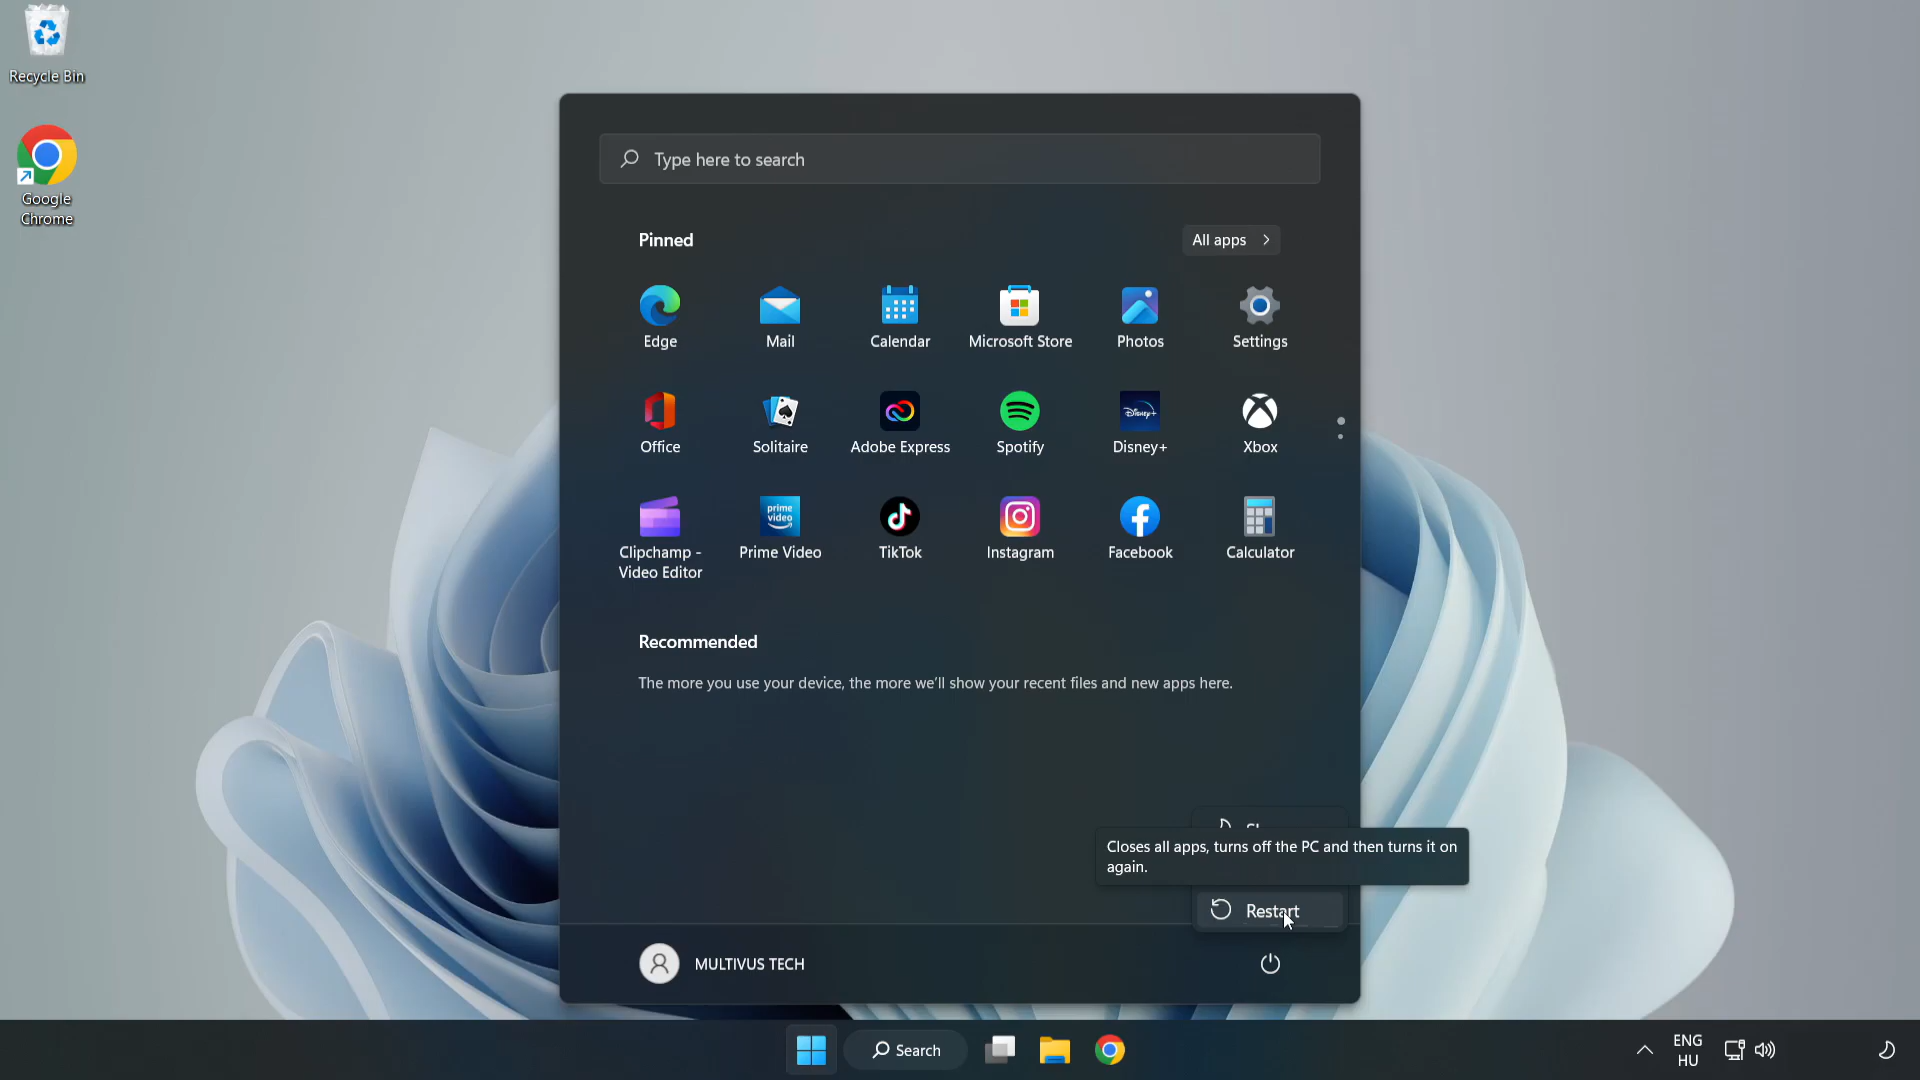 Recycle Bin
Google
Chrome
Type here to search
Pinned
All apps
Edge
Mail
Calendar
Microsoft Store
Photos
Settings
Office
Solitaire
Adobe Express
Disney+
Spotify
Disney+
Xbox
prime
video
Clipchamp -
Video Editor
Prime Video
TikTok
Instagram
Facebook
Calculator
Recommended
The more you use your device, the more we'll show your recent files and new apps here.
Closes all apps, turns off the PC and then turns it on
again.
Restart
MULTIVUS TECH
Search
ENG
HU